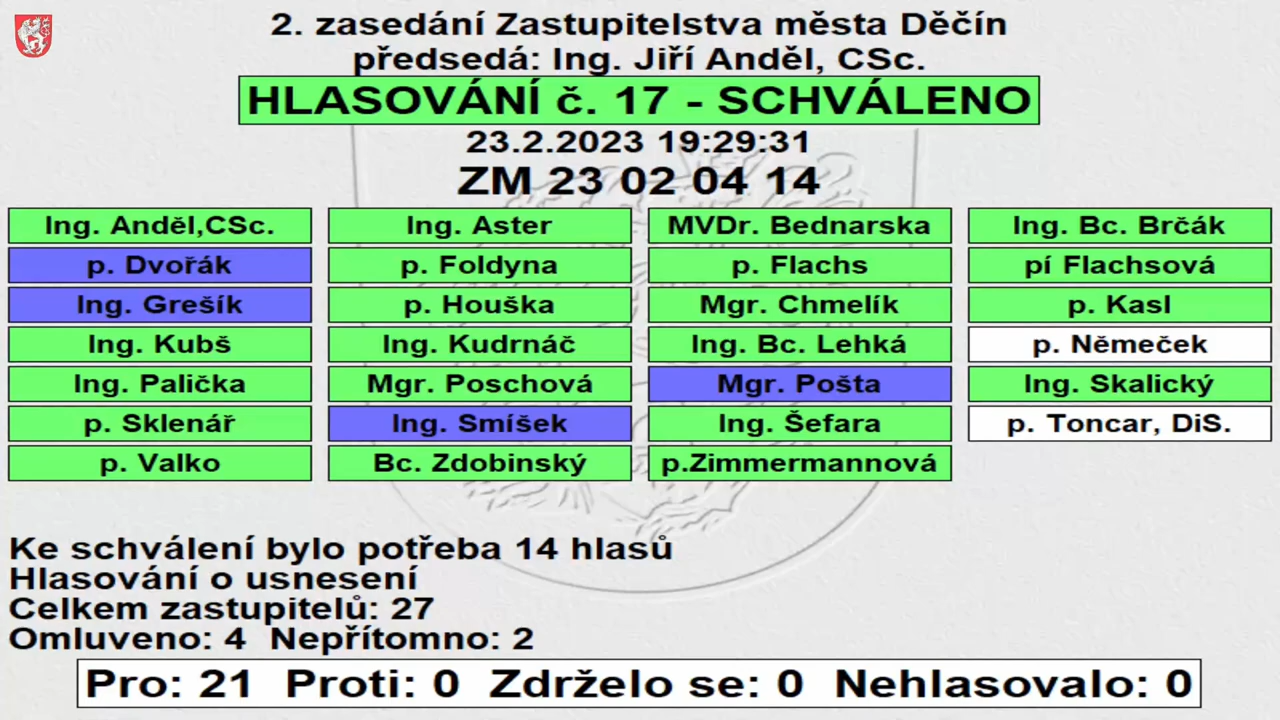 2. zasedání Zastupitelstva města Děčín
předsedá: Ing. Jiří Anděl, CSc.
HLASOVÁNÍ č. 17 - SCHVÁLENO
23.2.2023 19:29:31
ZM 23 02 04 14
Ing. Anděl,CSc. Ing. Aster MVDr. Bednarska Ing. Bc. Brčák
p. Dvořák p. Foldyna p. Flachs pí Flachsová
Ing. Grešík p. Houška Mgr. Chmelík p. Kasl
Ing. Kubš Ing. Kudrnáč Ing. Bc. Lehká p. Němeček
Ing. Palička Mgr. Poschová Mgr. Pošta Ing. Skalický
p. Sklenář Ing. Smíšek Ing. Šefara p. Toncar, DiS.
p. Valko Bc. Zdobinský p.Zimmermannová
Ke schválení bylo potřeba 14 hlasů
Hlasování o usnesení
Celkem zastupitelů: 27
Omluveno: 4 Nepřítomno: 2
Pro: 21 Proti: 0 Zdrželo se: 0 Nehlasovalo: 0